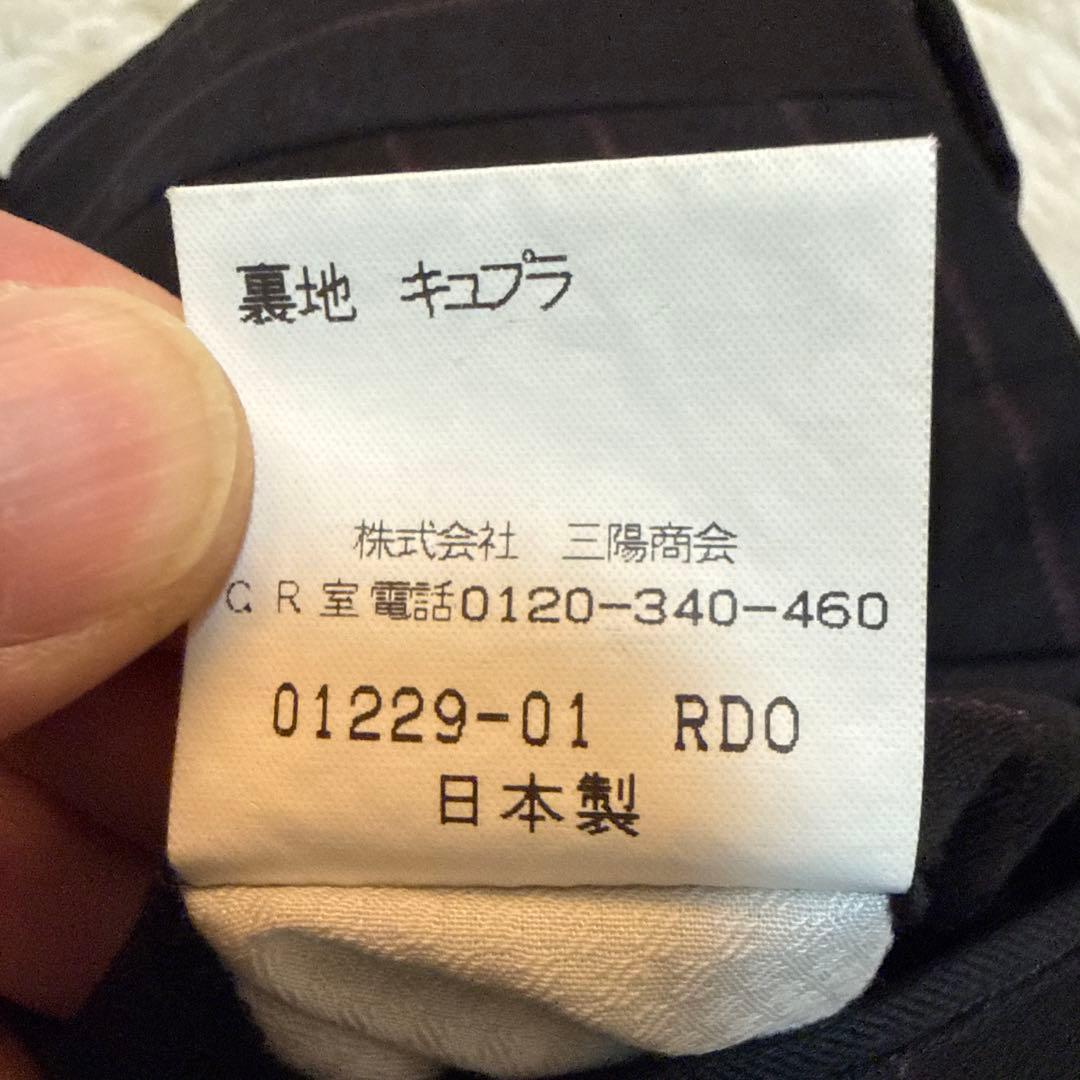 裏地 キュプラ
株式会社 三陽商会
CR室電話0120-340-460
01229-01 RDO
日本製